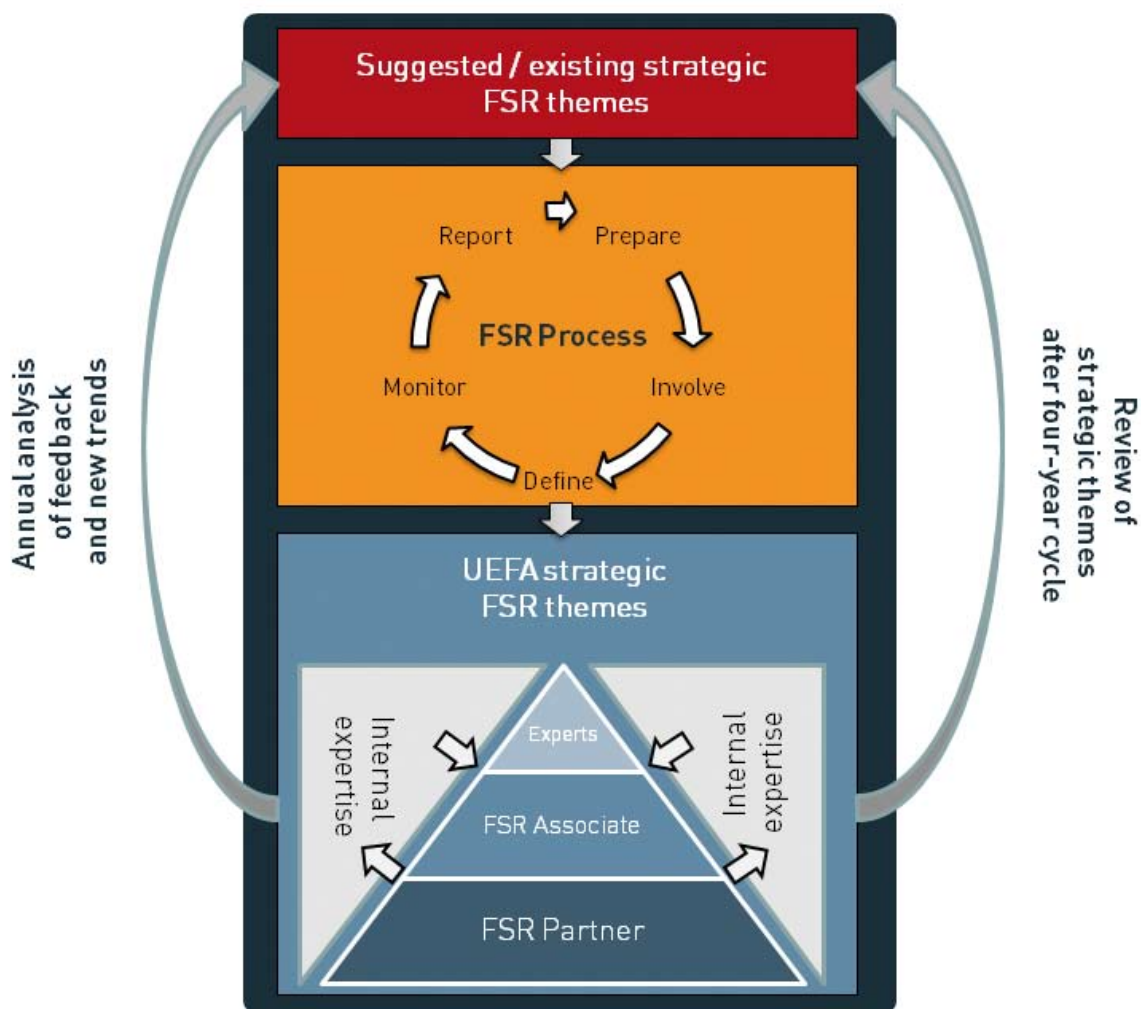 Suggested / existing strategic
FSR themes
Report
Prepare
FSR Process
Monitor
Involve
Define
Annual analysis
of feedback
and new trends
Review of
strategic themes
after four-year cycle
UEFA strategic
FSR themes
Internal
expertise
Experts
Internal
expertise
FSR Associate
FSR Partner